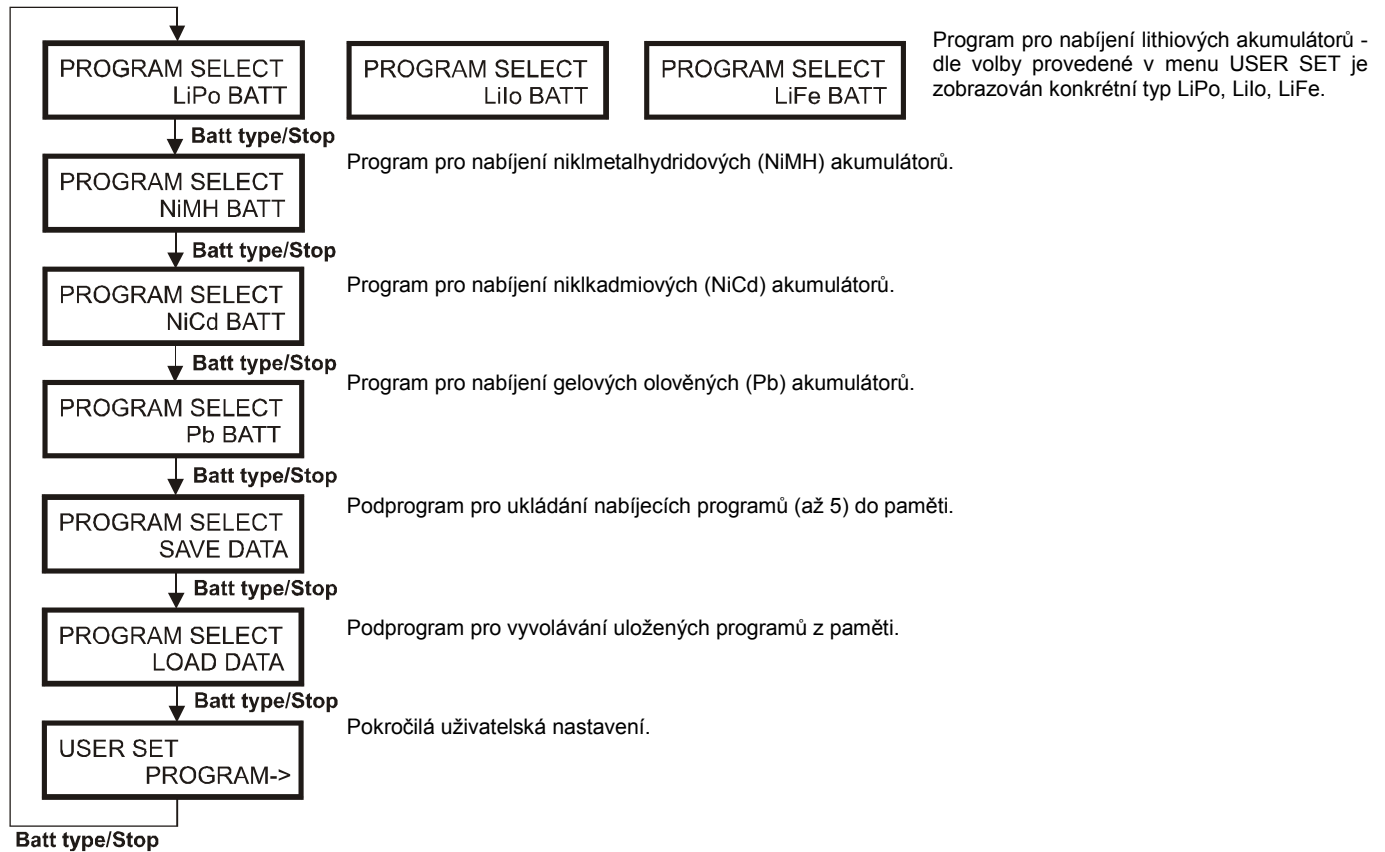 PROGRAM SELECT
LiPo BATT
PROGRAM SELECT
LiIo BATT
PROGRAM SELECT
LiFe BATT
Program pro nabíjení lithiových akumulátorů -
dle volby provedené v menu USER SET je
zobrazován konkrétní typ LiPo, LiIo, LiFe.
Batt type/Stop
Program pro nabíjení niklmetalhydridových (NiMH) akumulátorů.
PROGRAM SELECT
NiMH BATT
Batt type/Stop
Program pro nabíjení niklkadmiových (NiCd) akumulátorů.
PROGRAM SELECT
NiCd BATT
Batt type/Stop
Program pro nabíjení gelových olověných (Pb) akumulátorů.
PROGRAM SELECT
Pb BATT
Batt type/Stop
Podprogram pro ukládání nabíjecích programů (až 5) do paměti.
PROGRAM SELECT
SAVE DATA
Batt type/Stop
Podprogram pro vyvolávání uložených programů z paměti.
PROGRAM SELECT
LOAD DATA
Batt type/Stop
Pokročilá uživatelská nastavení.
USER SET
PROGRAM->
Batt type/Stop